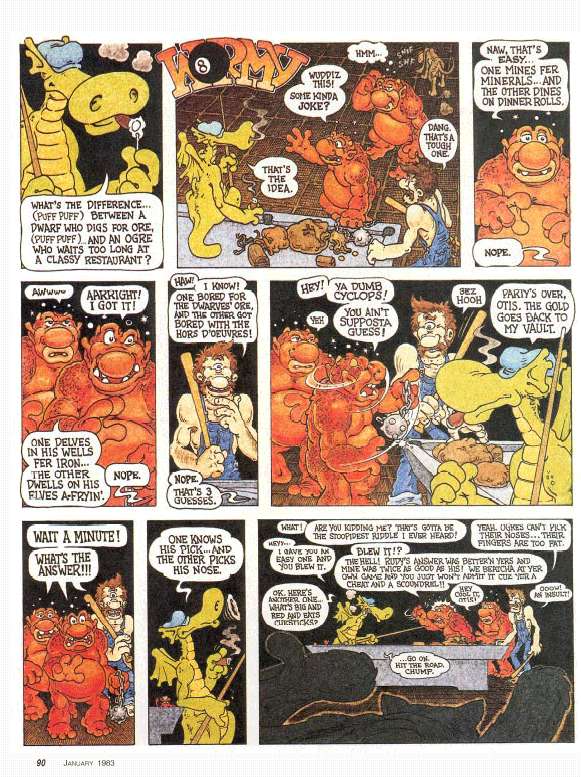 WHAT'S THE DIFFERENCE...
(PUFF PUFF) BETWEEN A
DWARF WHO DIGS FOR ORE,
(PUFF PUFF)... AND AN OGRE
WHO WAITS TOO LONG AT
A CLASSY RESTAURANT?
WORMY
8
WUDDIZ
THIS!
SOME KINDA
JOKE?
HMM...
SNIF
SNF
THAT'S
THE
IDEA.
DANG.
THAT'S A
TOUGH
ONE.
NAW, THAT'S
EASY...
ONE MINES FER
MINERALS...AND
THE OTHER DINES
ON DINNER ROLLS.
NOPE.
AWwww
AARRIGHT!
I GOT IT!
ONE DELVES
IN HIS WELLS
FER IRON...
THE OTHER
DWELLS ON HIS
ELVES A-FRYIN'.
NOPE.
HAW!
I KNOW!
ONE BORED FOR
THE DWARVES' ORE,
AND THE OTHER GOT
BORED WITH THE
HORS D'OEUVRES!
NOPE.
THAT'S 3
GUESSES.
HEY!
YA DUMB
CYCLOPS!
YOU AIN'T
SUPPOSTA
GUESS!
SEZ
HOOH
PARTY'S OVER,
OTIS. THE GOLD
GOES BACK TO
MY VAULT.
WAIT A MINUTE!
WHAT'S THE
ANSWER!!!
ONE KNOWS
HIS PICK...AND
THE OTHER PICKS
HIS NOSE.
WHAT! ARE YOU KIDDING ME? THAT'S GOTTA BE
THE STOOPIDEST RIDDLE I EVER HEARD!
HEYY...
I GAVE YOU AN
EASY ONE AND
YOU BLEW IT.
BLEW IT!?
THE HELL! RUDY'S ANSWER WAS BETTER'N YERS AND
MINE WAS TWICE AS GOOD AS HIS! WE BEATCHA AT YER
OWN GAME AND YOU JUST WON'T ADMIT IT CUZ YER A
CHEAT AND A SCOUNDREL!!
YEAH. UGHES CAN'T PICK
THEIR NOSES...THEIR
FINGERS ARE TOO FAT.
OK. HERE'S
ANOTHER ONE...
WHAT'S BIG AND
RED AND EATS
CUESTICKS?
HEY
COOL IT,
OTIS!
OOOW!
AN INSULT!
...GO ON.
HIT THE ROAD,
CHUMP.
90 JANUARY 1983